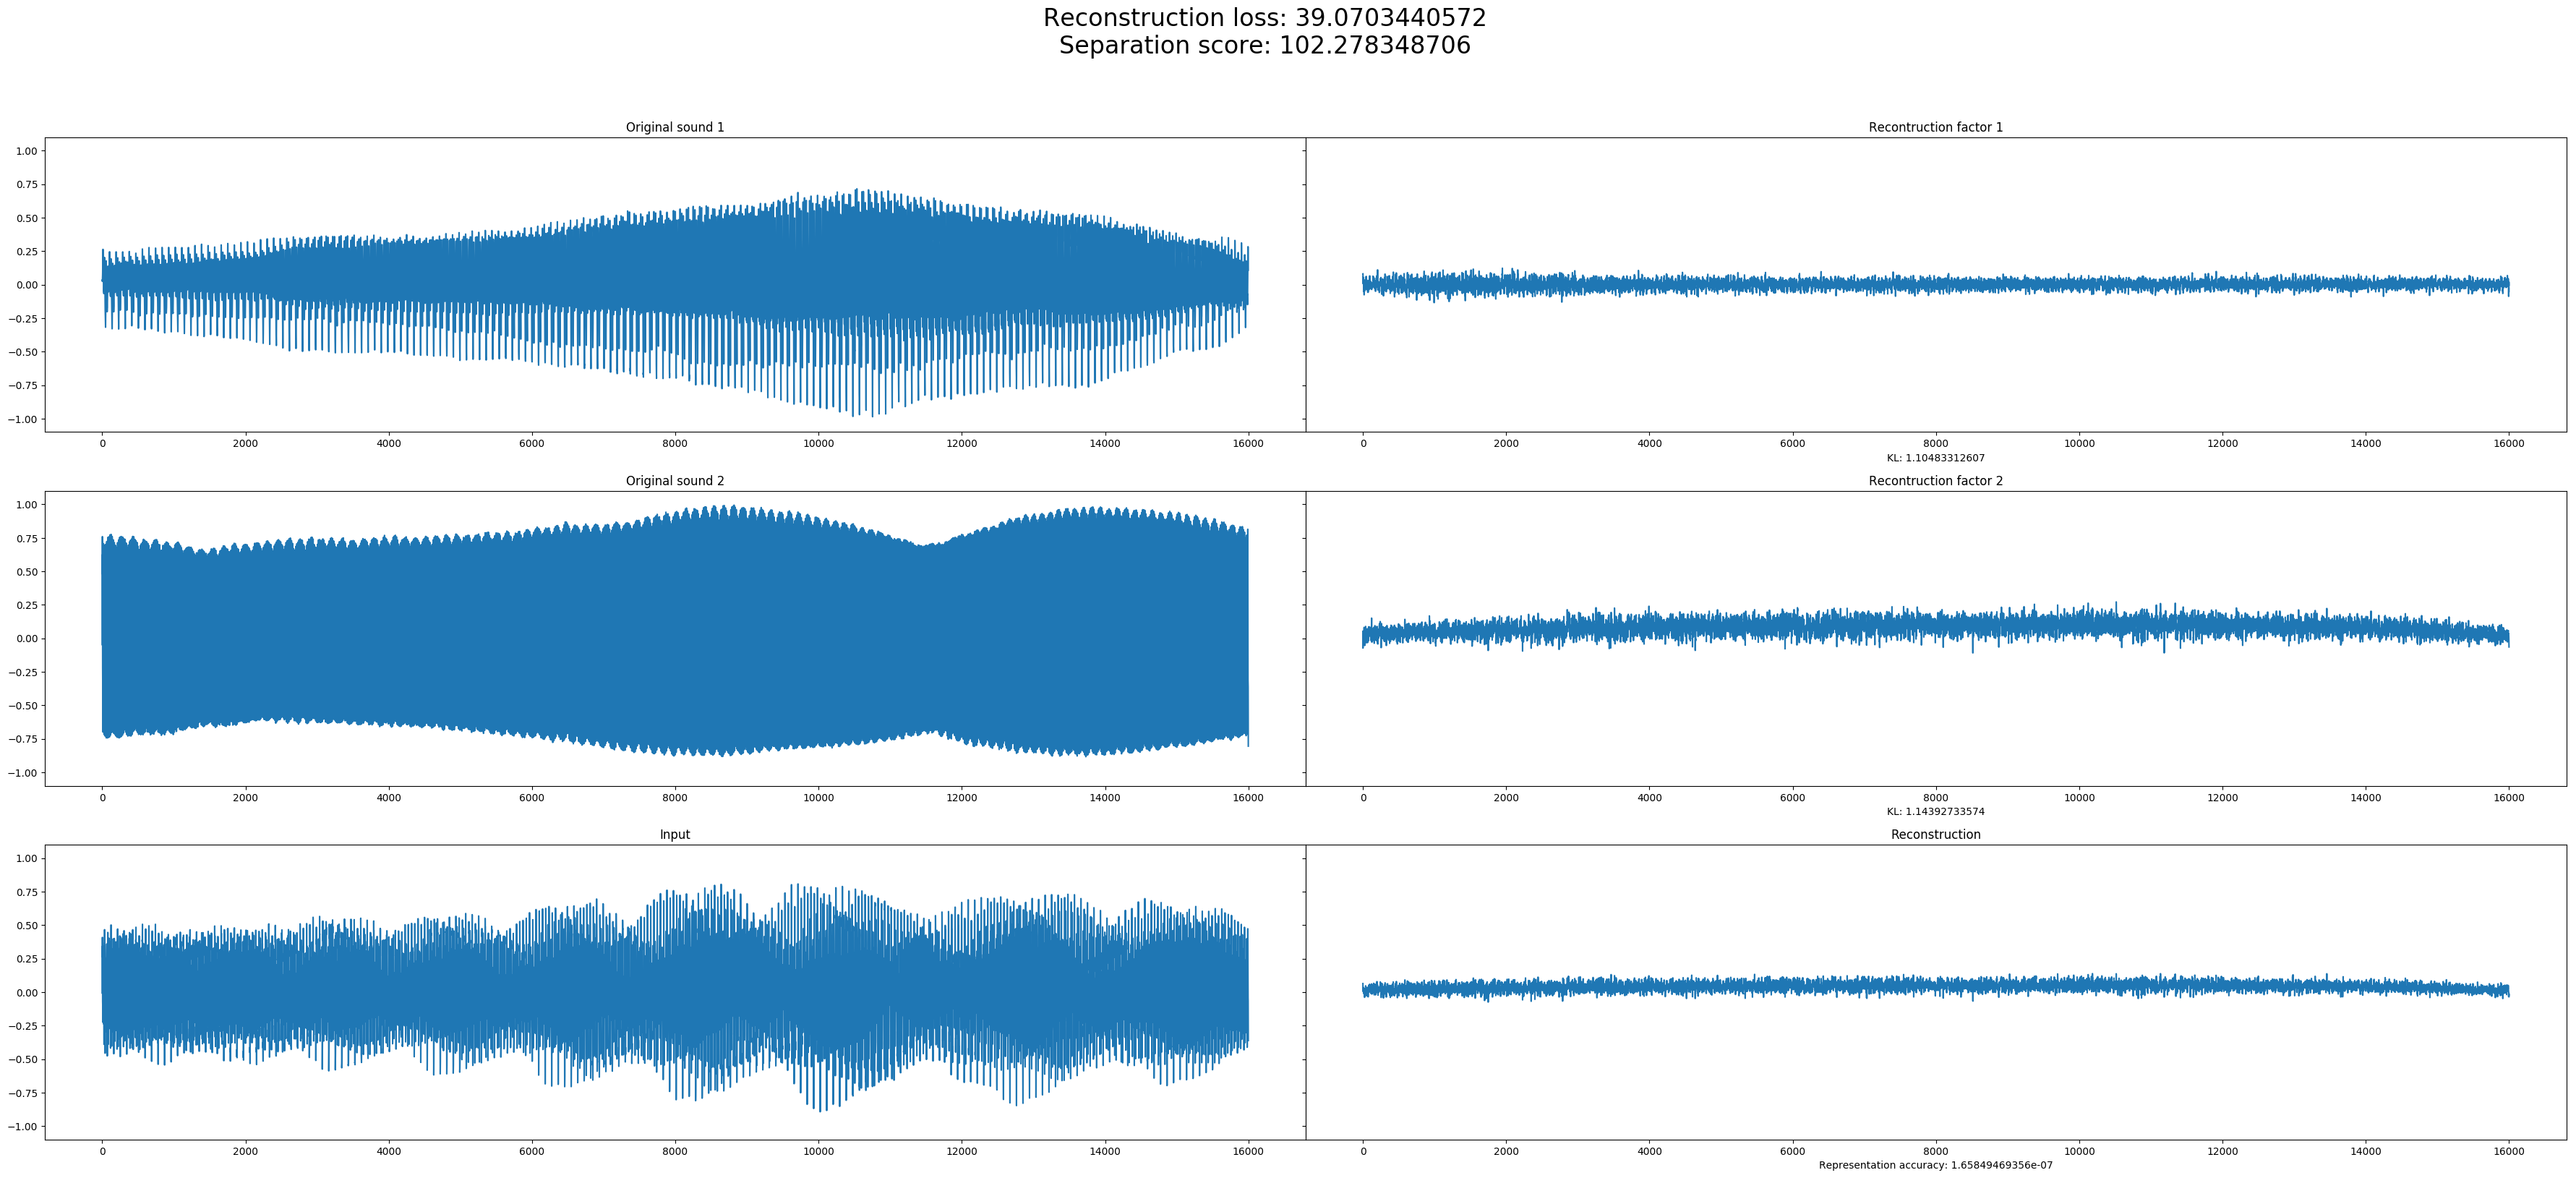 Reconstruction loss: 39.0703440572
Separation score: 102.278348706
Original sound 1
Recontruction factor 1
1.00
0.75
0.50
0.25
0.00
−0.25
−0.50
−0.75
−1.00
0 2000 4000 6000 8000 10000 12000 14000 16000
0 2000 4000 6000 8000 10000 12000 14000 16000
KL: 1.10483312607
Original sound 2
Recontruction factor 2
1.00
0.75
0.50
0.25
0.00
−0.25
−0.50
−0.75
−1.00
0 2000 4000 6000 8000 10000 12000 14000 16000
0 2000 4000 6000 8000 10000 12000 14000 16000
KL: 1.14392733574
Input
Reconstruction
1.00
0.75
0.50
0.25
0.00
−0.25
−0.50
−0.75
−1.00
0 2000 4000 6000 8000 10000 12000 14000 16000
0 2000 4000 6000 8000 10000 12000 14000 16000
Representation accuracy: 1.65849469356e-07